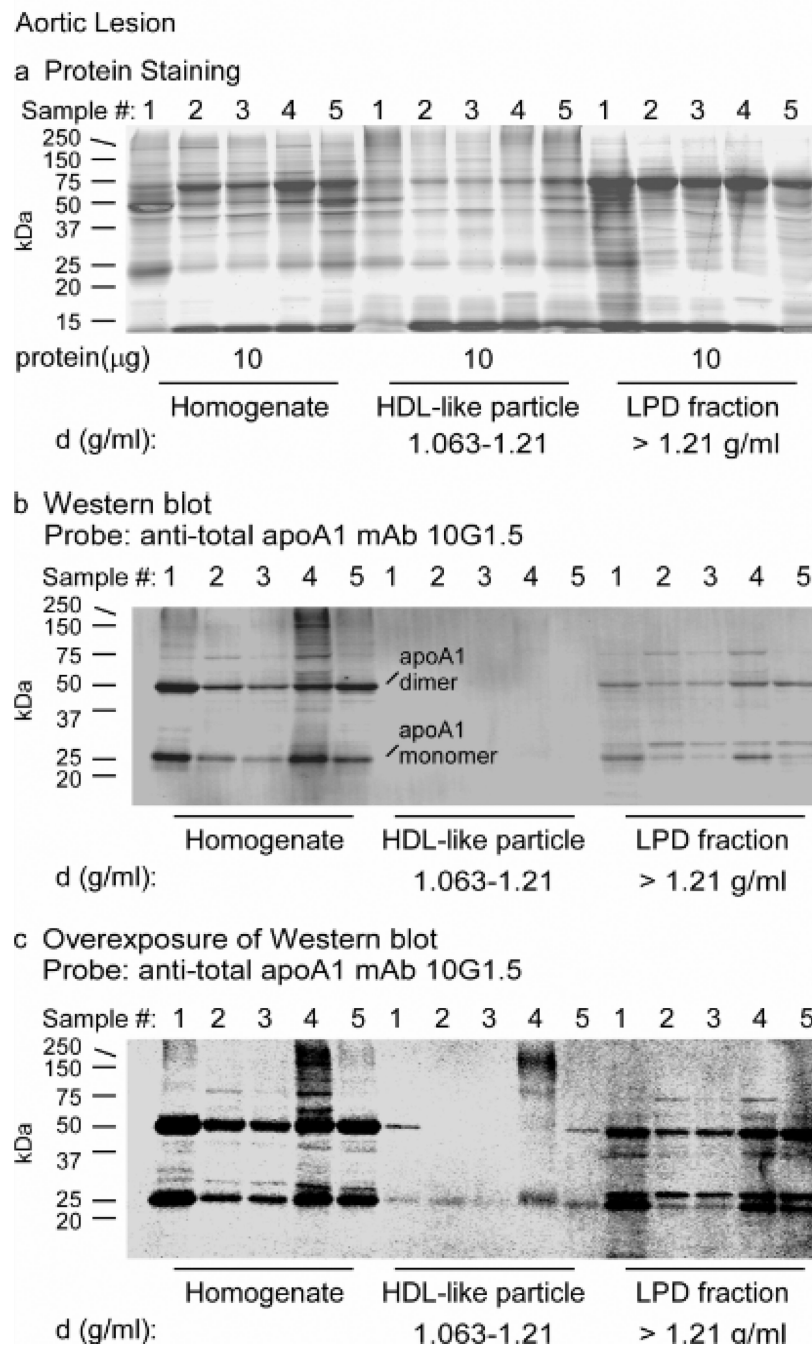 Aortic Lesion
a Protein Staining
Sample #: 1 2 3 4 5 1 2 3 4 5 1 2 3 4 5
250
150
75
50
37
25
20
15
kDa
protein(μg) 10 10 10
Homogenate HDL-like particle LPD fraction
d (g/ml): 1.063-1.21 > 1.21 g/ml
b Western blot
Probe: anti-total apoA1 mAb 10G1.5
Sample #: 1 2 3 4 5 1 2 3 4 5 1 2 3 4 5
250
150
75
50
37
25
20
kDa
apoA1
dimer
apoA1
monomer
Homogenate HDL-like particle LPD fraction
d (g/ml): 1.063-1.21 > 1.21 g/ml
c Overexposure of Western blot
Probe: anti-total apoA1 mAb 10G1.5
Sample #: 1 2 3 4 5 1 2 3 4 5 1 2 3 4 5
250
150
75
50
37
25
20
kDa
Homogenate HDL-like particle LPD fraction
d (g/ml): 1.063-1.21 > 1.21 g/ml